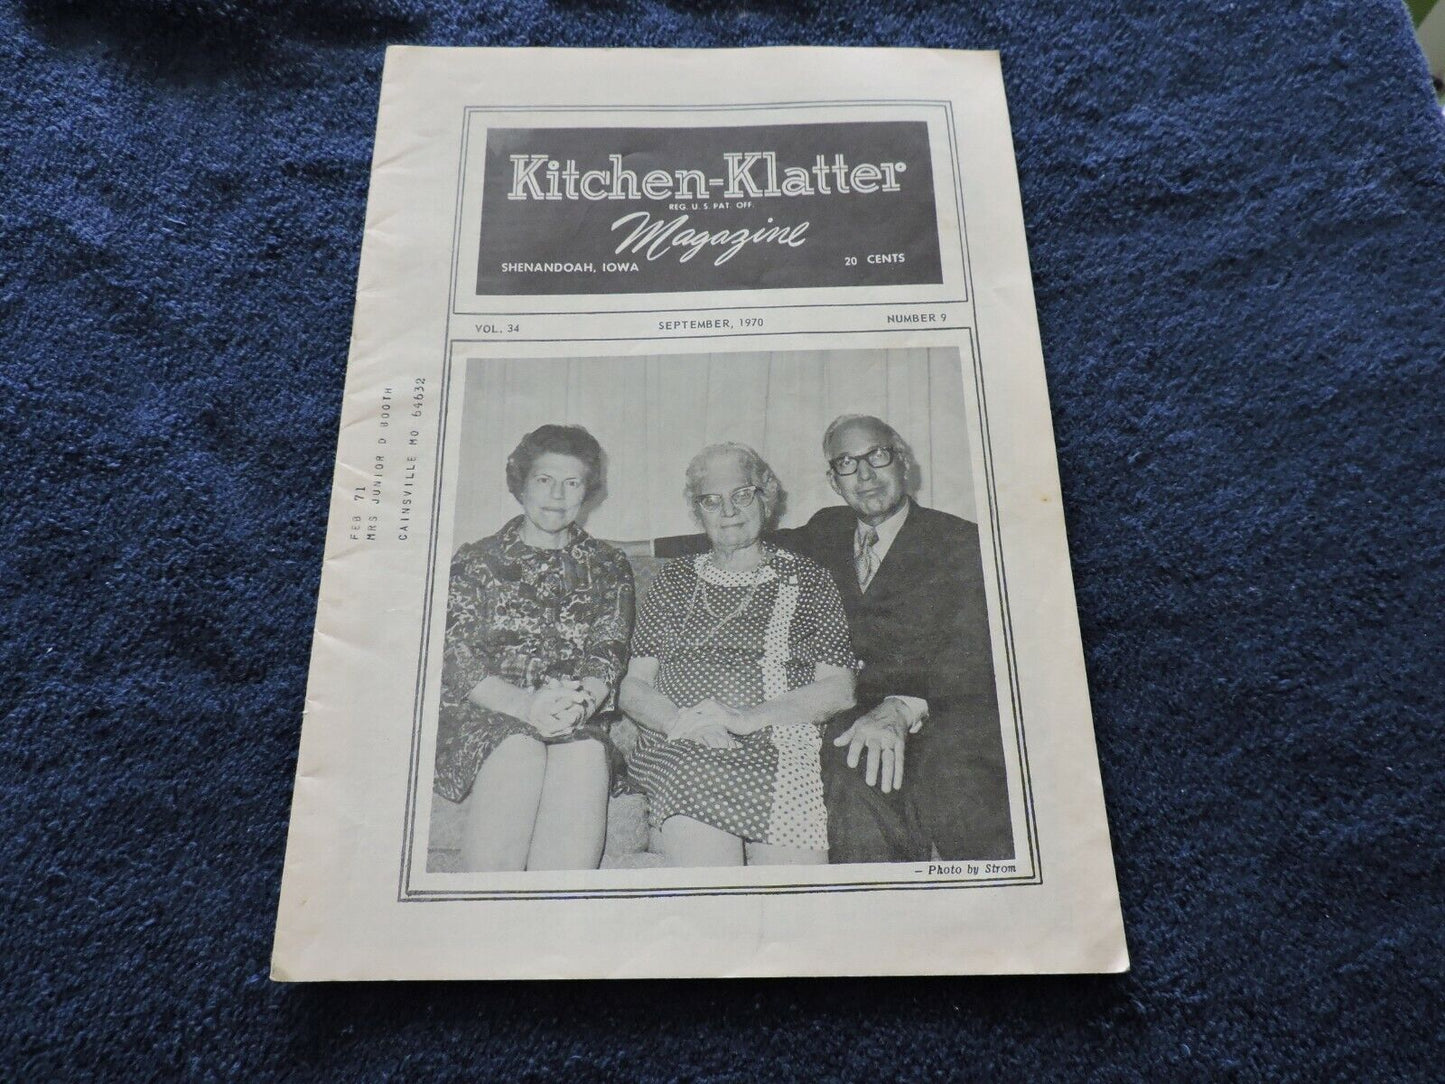 Kitchen-Klatter
REG. U. S. PAT. OFF.
Magazine
SHENANDOAH, IOWA
20 CENTS
VOL. 34
SEPTEMBER, 1970
NUMBER 9
FEB 71
MRS JUNIOR D BOOTH
CAINSVILLE MO 64632
— Photo by Strom